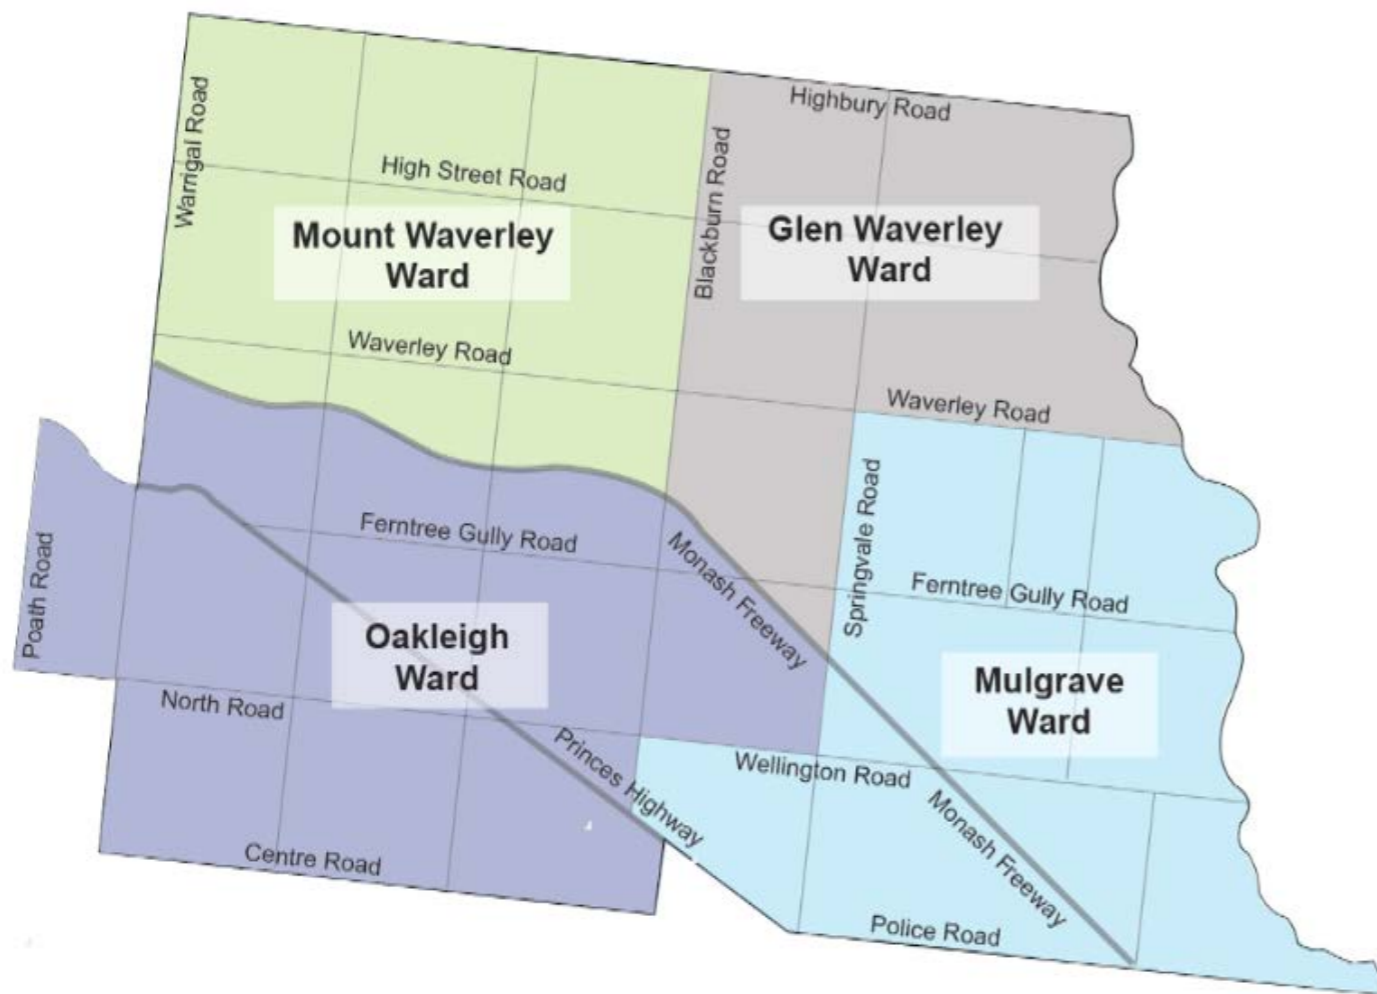 Highbury Road
Warrigal Road
High Street Road
Blackburn Road
Mount Waverley
Ward
Glen Waverley
Ward
Waverley Road
Waverley Road
Springvale Road
Ferntree Gully Road
Monash Freeway
Ferntree Gully Road
Poath Road
Oakleigh
Ward
Mulgrave
Ward
North Road
Princes Highway
Wellington Road
Monash Freeway
Centre Road
Police Road